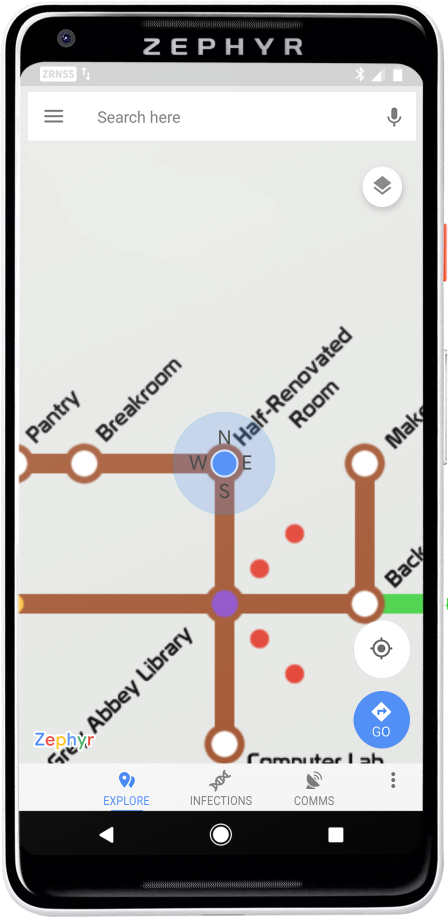 ZEPHYR
ZRNSS
Search here
Pantry
Breakroom
Half-Renovated
Room
Make
N
W E
S
Back
Grey Abbey Library
Computer Lab
Zephyr
GO
EXPLORE INFECTIONS COMMS